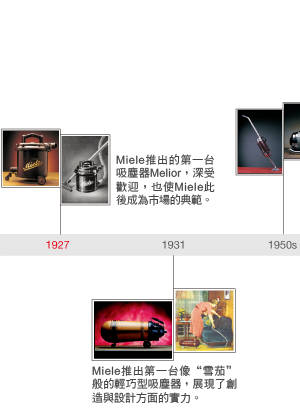 Miele推出的第一台
吸塵器Melior,深受
歡迎,也使Miele此
後成為市場的典範。
1927
1931
1950s
Miele推出第一台像“雪茄”
般的輕巧型吸塵器,展現了創
造與設計方面的實力。